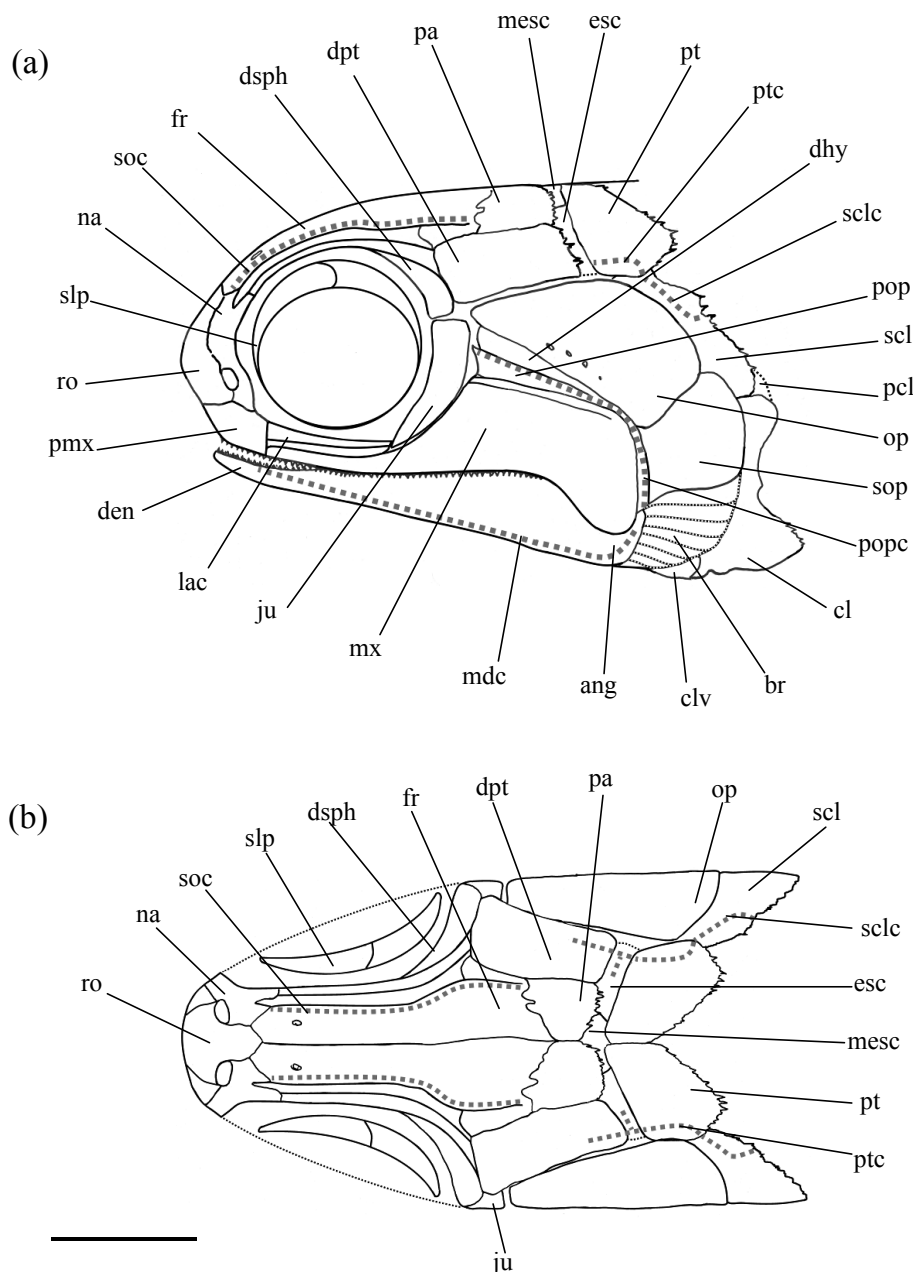 (a)
mesc
esc
pa
pt
dpt
ptc
dsph
dhy
fr
soc
sclc
na
pop
slp
scl
ro
pcl
pmx
op
den
sop
popc
lac
cl
ju
mx
mdc
ang
clv
br
(b)
pa
op
dpt
scl
fr
dsph
slp
soc
sclc
na
esc
ro
mesc
pt
ptc
ju